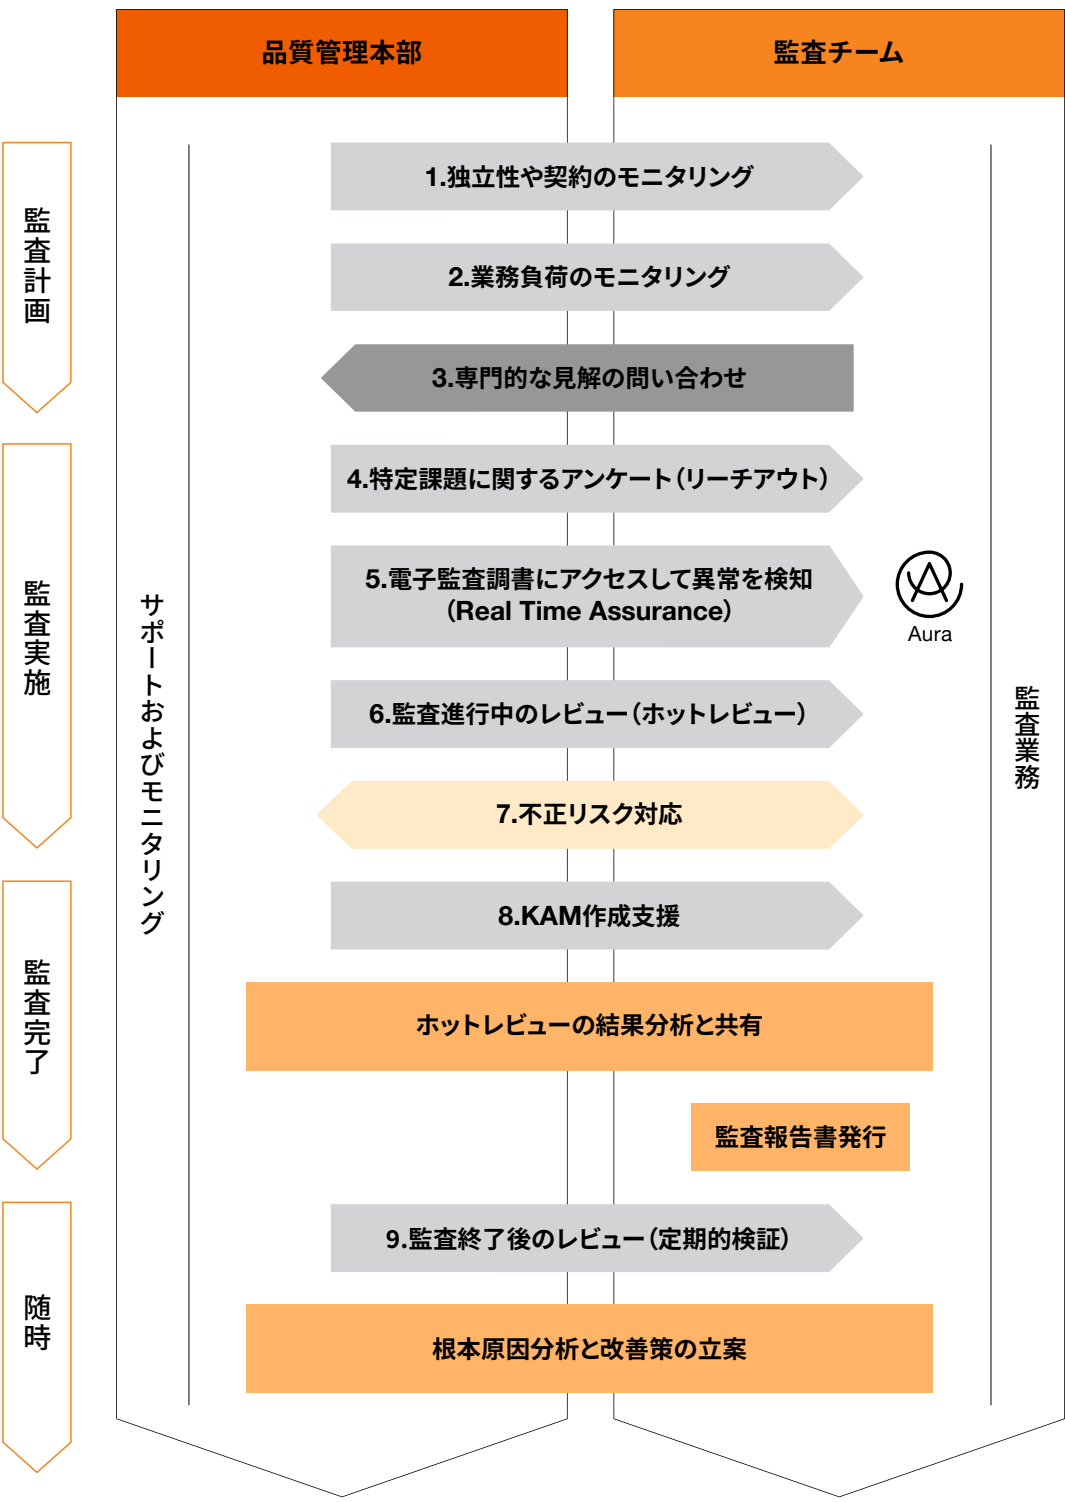 品質管理本部
監査チーム
監査計画
1.独立性や契約のモニタリング
2.業務負荷のモニタリング
3.専門的な見解の問い合わせ
監査実施
サポートおよびモニタリング
4.特定課題に関するアンケート（リーチアウト）
5.電子監査調書にアクセスして異常を検知
（Real Time Assurance）
Aura
監査業務
6.監査進行中のレビュー（ホットレビュー）
7.不正リスク対応
監査完了
8.KAM作成支援
ホットレビューの結果分析と共有
監査報告書発行
随時
9.監査終了後のレビュー（定期的検証）
根本原因分析と改善策の立案